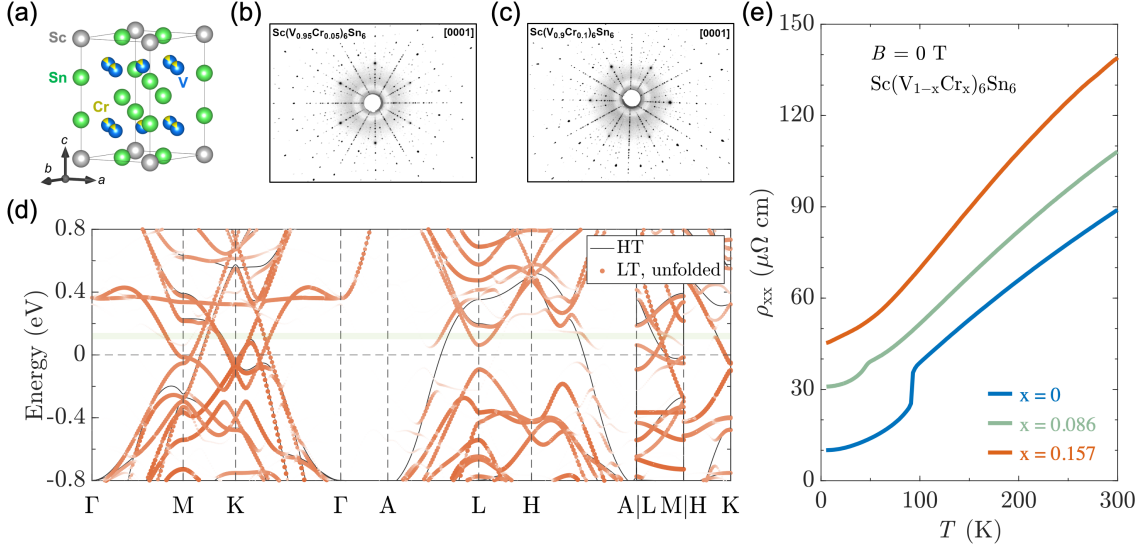 (a)
Sc
Sn
Cr
V
c
b
a
(b)
Sc(V0.95Cr0.05)6Sn6
[0001]
(c)
Sc(V0.9Cr0.1)6Sn6
[0001]
(d)
Energy (eV)
0.8
0.4
0
-0.4
-0.8
HT
LT, unfolded
Γ M K Γ A L H A|L M|H K
(e)
ρxx (μΩ cm)
150
120
90
60
30
0
B = 0 T
Sc(V1−xCrx)6Sn6
x = 0
x = 0.086
x = 0.157
0 100 200 300
T (K)